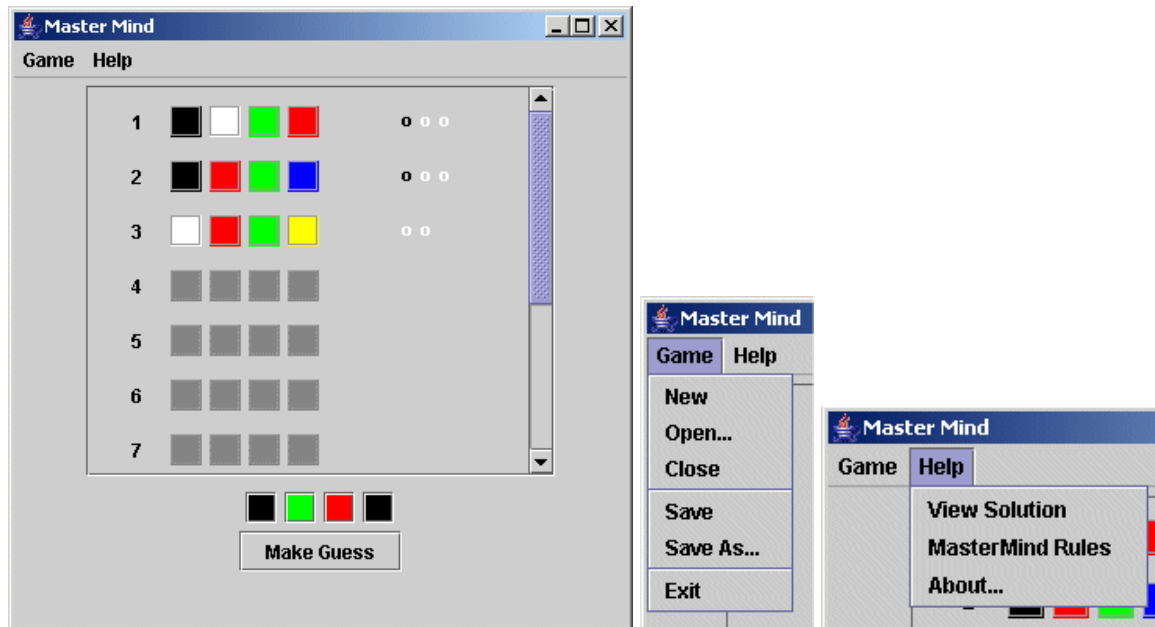 Master Mind
Game Help
1 o o o
2 o o o
3 o o
4
5
6
7
Make Guess
Master Mind
Game Help
New
Open...
Close
Save
Save As...
Exit
Master Mind
Game Help
View Solution
MasterMind Rules
About...